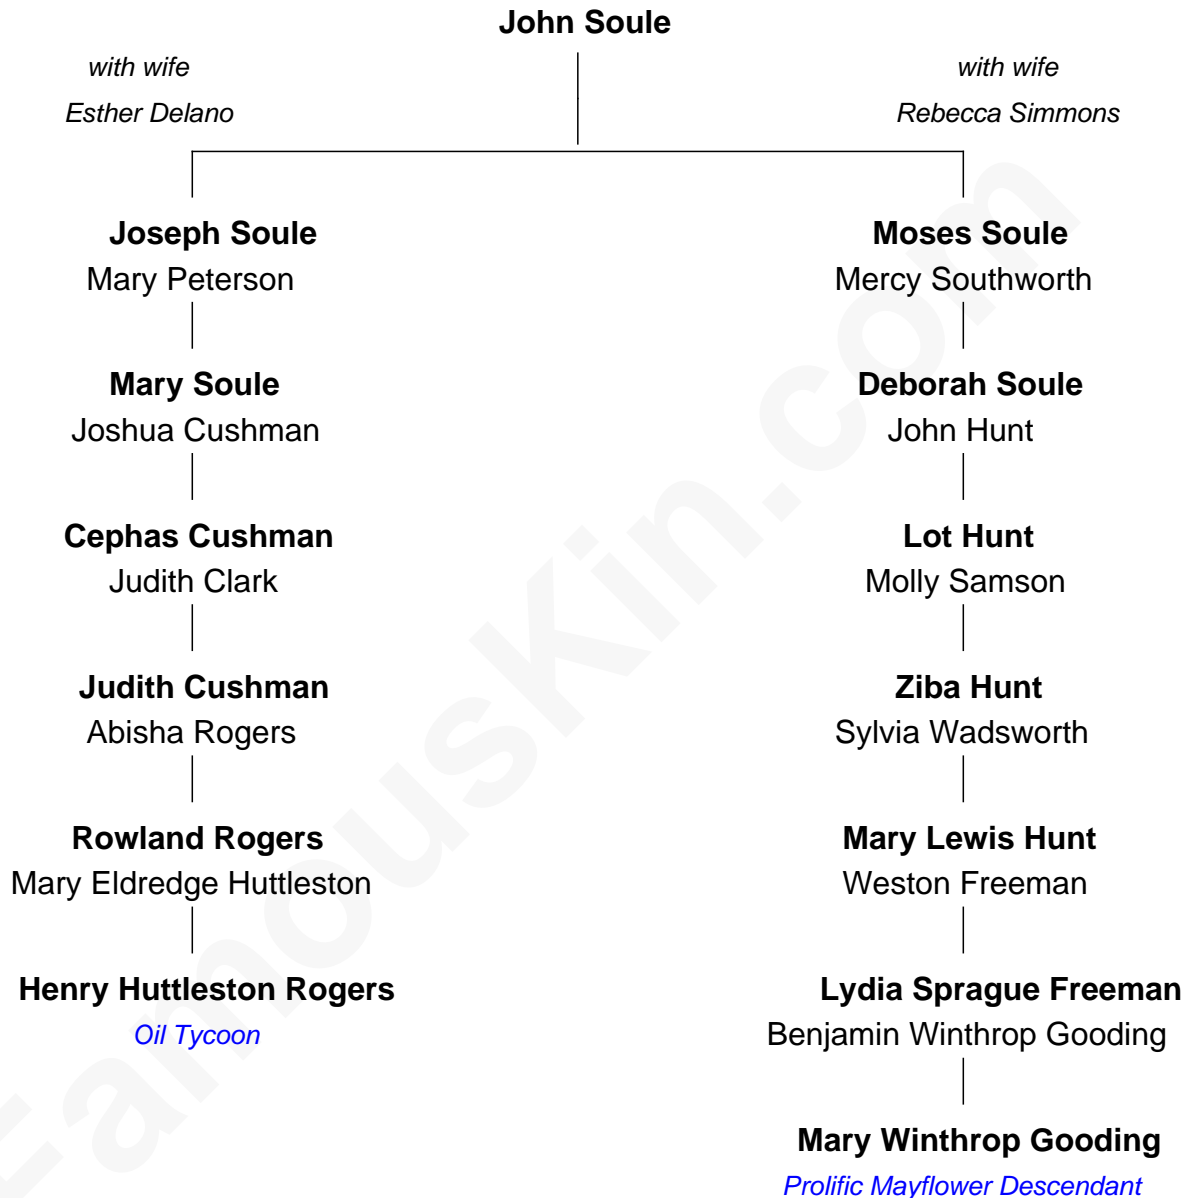 John Soule
with wife
Esther Delano
with wife
Rebecca Simmons
Joseph Soule
Mary Peterson
Moses Soule
Mercy Southworth
Mary Soule
Joshua Cushman
Deborah Soule
John Hunt
Cephas Cushman
Judith Clark
Lot Hunt
Molly Samson
Judith Cushman
Abisha Rogers
Ziba Hunt
Sylvia Wadsworth
Rowland Rogers
Mary Eldredge Huttleston
Mary Lewis Hunt
Weston Freeman
Henry Huttleston Rogers
Oil Tycoon
Lydia Sprague Freeman
Benjamin Winthrop Gooding
Mary Winthrop Gooding
Prolific Mayflower Descendant
FamousKin.com